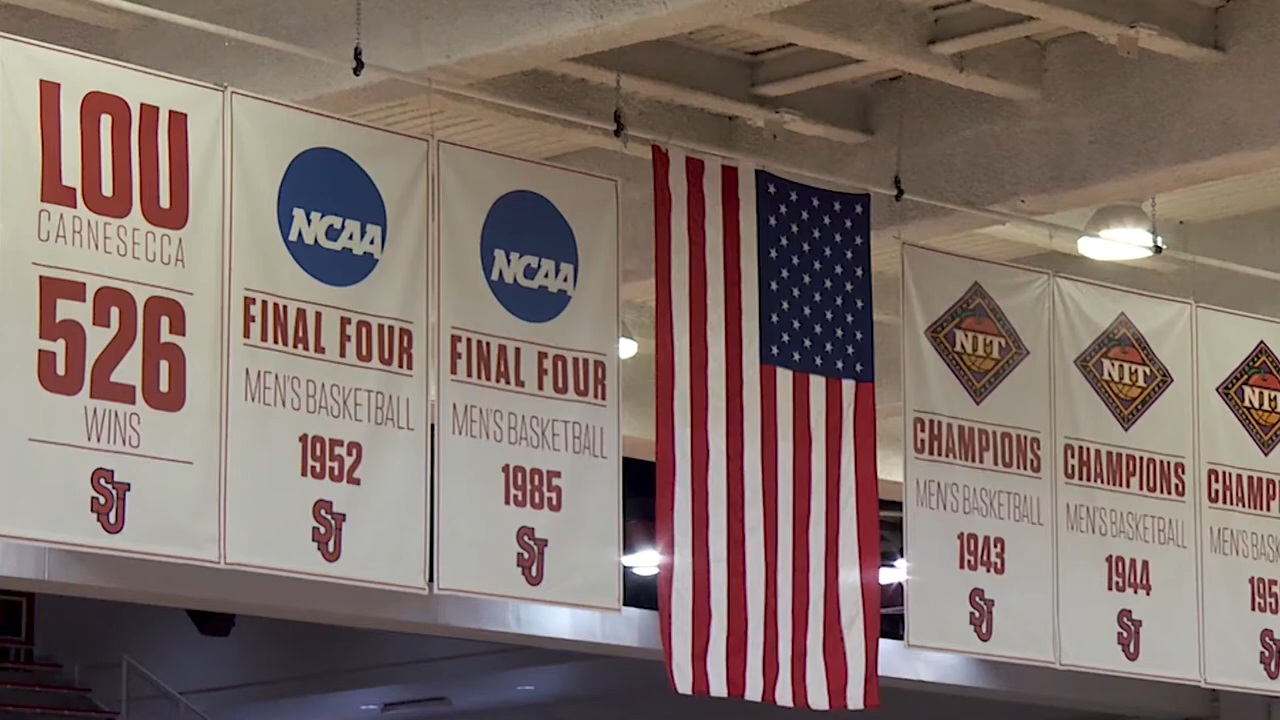 LOU
CARNESECCA
526
WINS
SJ
NCAA
FINAL FOUR
MEN'S BASKETBALL
1952
SJ
NCAA
FINAL FOUR
MEN'S BASKETBALL
1985
SJ
NIT
CHAMPIONS
MEN'S BASKETBALL
1943
SJ
NIT
CHAMPIONS
MEN'S BASKETBALL
1944
SJ
NIT